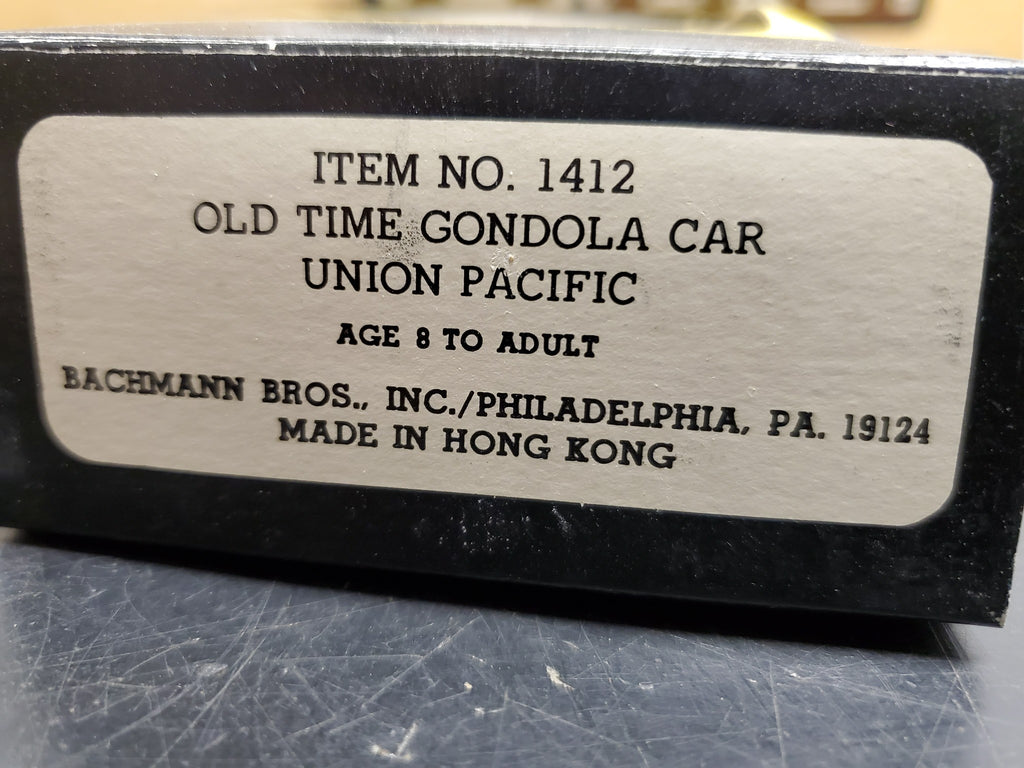 ITEM NO. 1412
OLD TIME GONDOLA CAR
UNION PACIFIC
AGE 8 TO ADULT
BACHMANN BROS., INC./PHILADELPHIA, PA. 19124
MADE IN HONG KONG